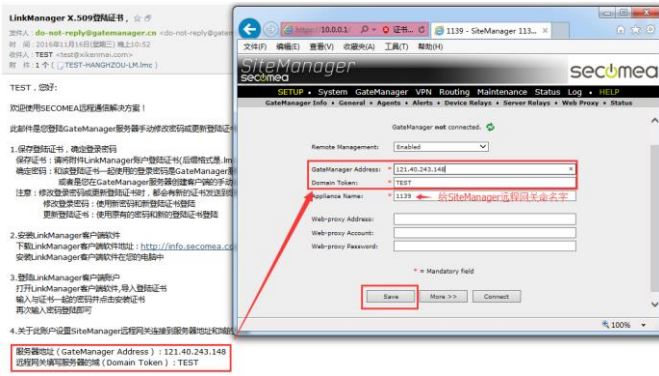 LinkManager X.509登陆证书,
发件人:do-not-reply@gatemanager.cn <do-not-reply@gatem
时 间:2016年11月16日(星期三) 晚上10:52
收件人:TEST <test@xikenmai.com>
附 件:1 个 ( TEST-HANGHZOU-LM.lmc )
TEST,您好:
欢迎使用SECOMEA远程通信解决方案!
此邮件是您登陆GateManager服务器手动修改密码或更新登陆证书
1.保存登陆证书,确定登录密码
保存证书:请将附件LinkManager账户登陆证书(后缀格式是.lm
确定密码:和该登陆证书一起使用的登录密码是GateManager服
或者是您在GateManager服务器创建客户端的手动
注意:修改登录密码或更新登陆证书时,都会有新的证书发送到
修改登录密码:使用新密码和新登陆证书登陆
更新登陆证书:使用原有的密码和新的登陆证书登陆
2.安装LinkManager客户端软件
下载LinkManager客户端软件地址:http://info.secomea.co
安装LinkManager客户端软件在您的电脑中
3.登陆LinkManager客户端账户
打开LinkManager客户端软件,导入登陆证书
输入与证书一起的密码并点击安装证书
再次输入密码登陆即可
4.关于此账户设置SiteManager远程网关连接到服务器地址和域的
服务器地址(GateManager Address):121.40.243.148
远程网关填写服务器的域(Domain Token):TEST
https://10.0.0.1/ 证书... 1139 - SiteManager 113...
文件(F) 编辑(E) 查看(V) 收藏夹(A) 工具(T) 帮助(H)
SiteManager
secomea
secomea
SETUP • System GateManager VPN Routing Maintenance Status Log • HELP
GateManager Info • General • Agents • Alerts • Device Relays • Server Relays • Web Proxy • Status
GateManager not connected.
Remote Management: Enabled
GateManager Address: * 121.40.243.148
Domain Token: * TEST
Appliance Name: * 1139 给SiteManager远程网关命名字
Web-proxy Address:
Web-proxy Account:
Web-proxy Password:
* = Mandatory field
Save More >> Connect
100%